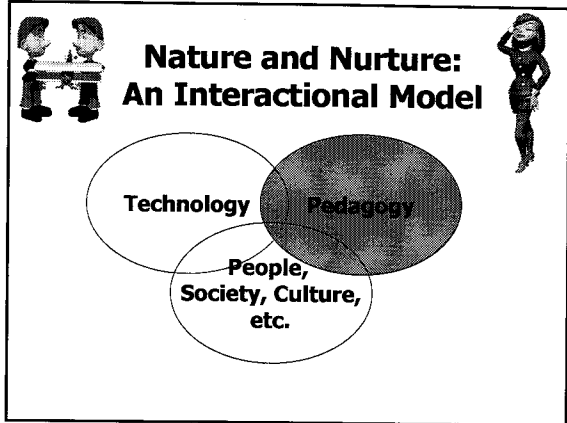 Nature and Nurture:
An Interactional Model
Technology
Pedagogy
People,
Society, Culture,
etc.